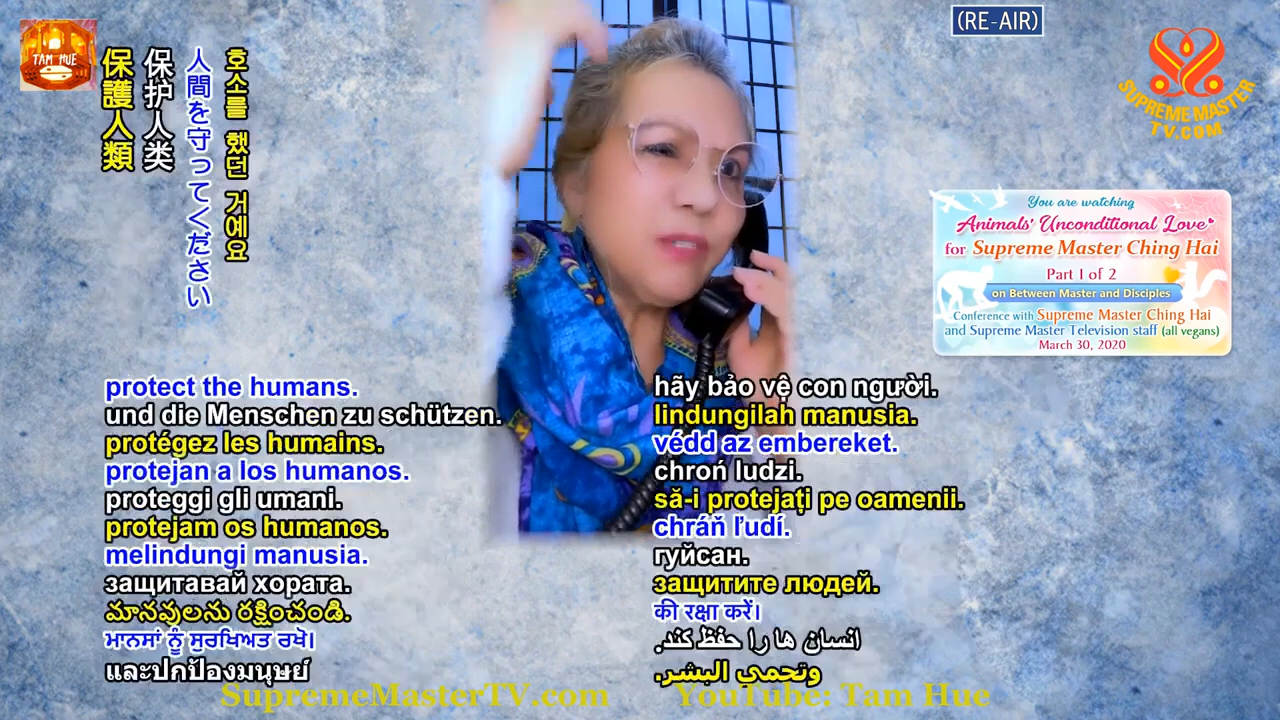 (RE-AIR)
TAM HUE
保護人類
保护人类
人間を守ってください
호소를 했던 거예요
SUPREME MASTER
TV.COM
You are watching
Animals' Unconditional Love
for Supreme Master Ching Hai
Part 1 of 2
on Between Master and Disciples
Conference with Supreme Master Ching Hai
and Supreme Master Television staff (all vegans)
March 30, 2020
protect the humans.
und die Menschen zu schützen.
protégez les humains.
protejan a los humanos.
proteggi gli umani.
protejam os humanos.
melindungi manusia.
защитавай хората.
మానవులను రక్షించండి.
ਮਾਨਸਾਂ ਨੂੰ ਸੁਰਖਿਅਤ ਰਖੋ।
และปกป้องมนุษย์
hãy bảo vệ con người.
lindungilah manusia.
védd az embereket.
chroń ludzi.
să-i protejați pe oamenii.
chráň ľudí.
гуйсан.
защитите людей.
की रक्षा करें।
انسان ها را حفظ کند.
وتحمي البشر.
SupremeMasterTV.com
YouTube: Tam Hue